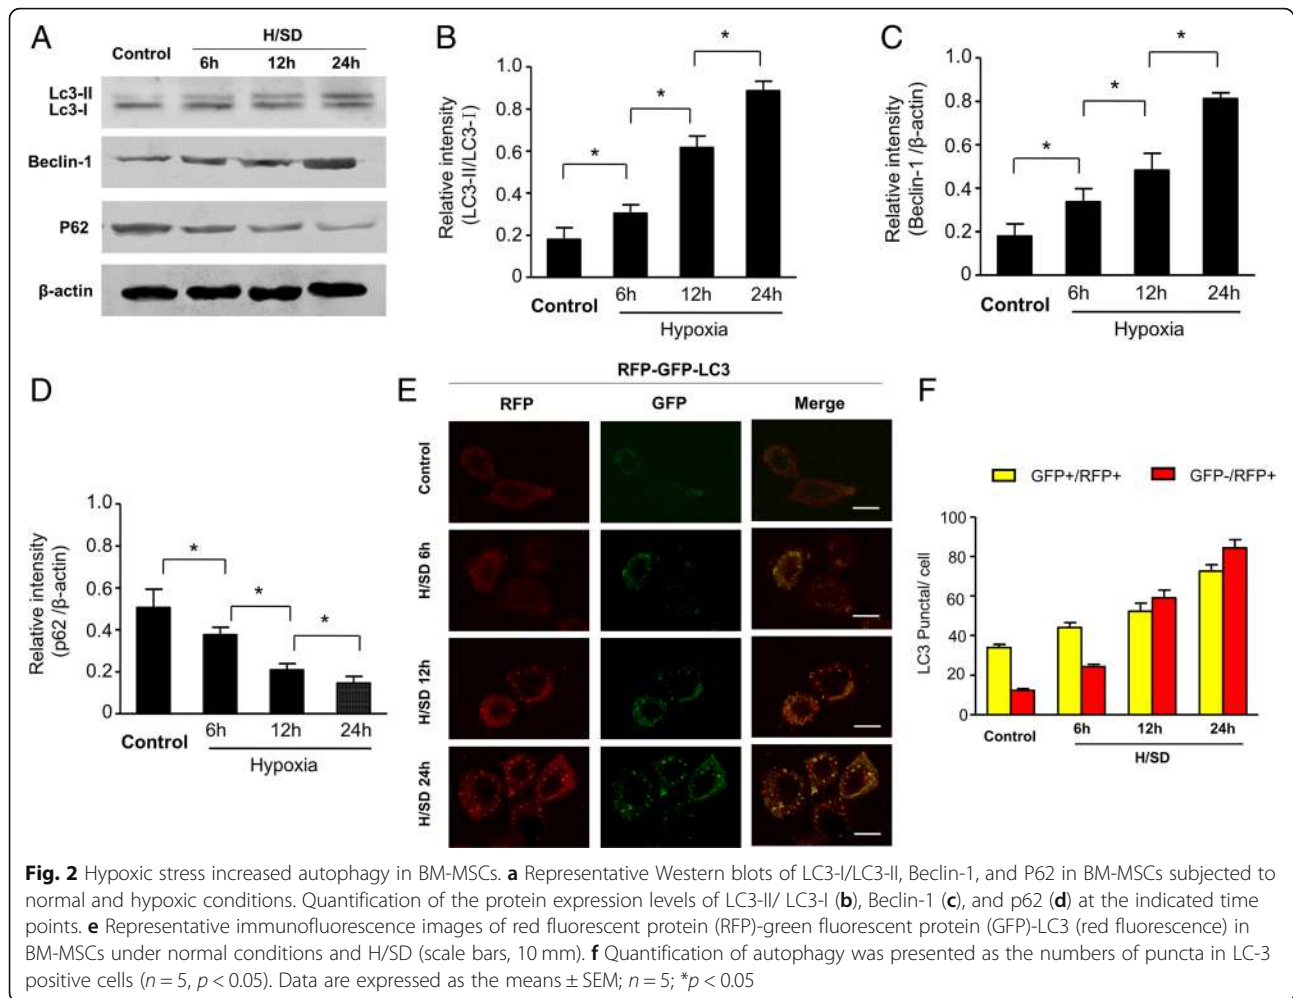 A
Control
H/SD
6h 12h 24h
Lc3-II
Lc3-I
Beclin-1
P62
β-actin
B
Relative intensity
(LC3-II/LC3-I)
1.0
0.8
0.6
0.4
0.2
0
*
*
*
Control
6h 12h 24h
Hypoxia
C
Relative intensity
(Beclin-1 /β-actin)
1.0
0.8
0.6
0.4
0.2
0
*
*
*
Control
6h 12h 24h
Hypoxia
D
Relative intensity
(p62 /β-actin)
1.0
0.8
0.6
0.4
0.2
0
*
*
*
Control
6h 12h 24h
Hypoxia
E
RFP-GFP-LC3
RFP GFP Merge
Control
H/SD 6h
H/SD 12h
H/SD 24h
F
GFP+/RFP+ GFP-/RFP+
LC3 Punctal/ cell
100
80
60
40
20
0
Control
6h 12h 24h
H/SD
Fig. 2 Hypoxic stress increased autophagy in BM-MSCs. a Representative Western blots of LC3-I/LC3-II, Beclin-1, and P62 in BM-MSCs subjected to
normal and hypoxic conditions. Quantification of the protein expression levels of LC3-II/ LC3-I (b), Beclin-1 (c), and p62 (d) at the indicated time
points. e Representative immunofluorescence images of red fluorescent protein (RFP)-green fluorescent protein (GFP)-LC3 (red fluorescence) in
BM-MSCs under normal conditions and H/SD (scale bars, 10 mm). f Quantification of autophagy was presented as the numbers of puncta in LC-3
positive cells (n = 5, p < 0.05). Data are expressed as the means ± SEM; n = 5; *p < 0.05